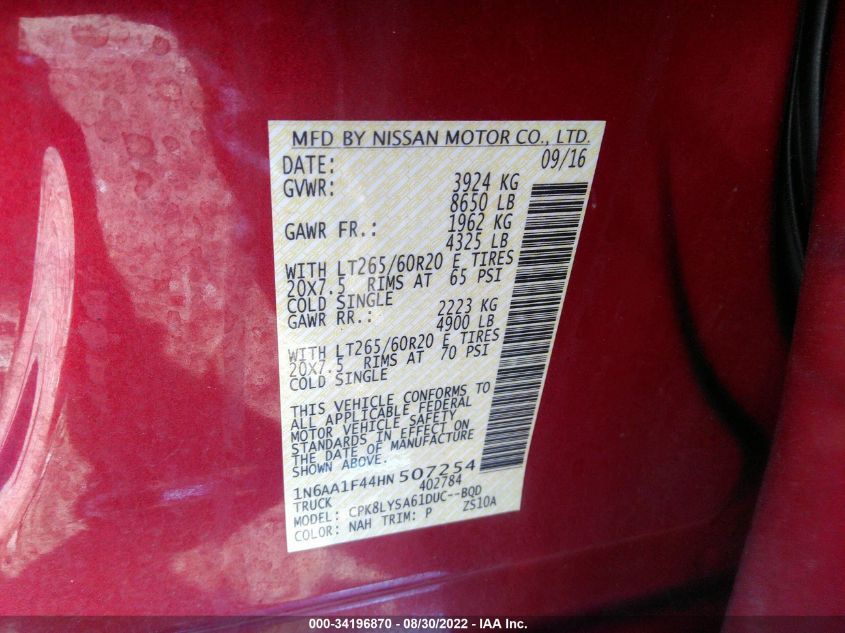 MFD BY NISSAN MOTOR CO., LTD.
DATE: 09/16
GVWR: 3924 KG
8650 LB
GAWR FR.: 1962 KG
4325 LB
WITH LT265/60R20 E TIRES
20X7.5 RIMS AT 65 PSI
COLD SINGLE
GAWR RR.: 2223 KG
4900 LB
WITH LT265/60R20 E TIRES
20X7.5 RIMS AT 70 PSI
COLD SINGLE
THIS VEHICLE CONFORMS TO
ALL APPLICABLE FEDERAL
MOTOR VEHICLE SAFETY
STANDARDS IN EFFECT ON
THE DATE OF MANUFACTURE
SHOWN ABOVE.
1N6AA1F44HN 507254
TRUCK 402784
MODEL: CPK8LYSA61DUC--BQD
COLOR: NAH TRIM: P ZS10A
000-34196870 - 08/30/2022 - IAA Inc.